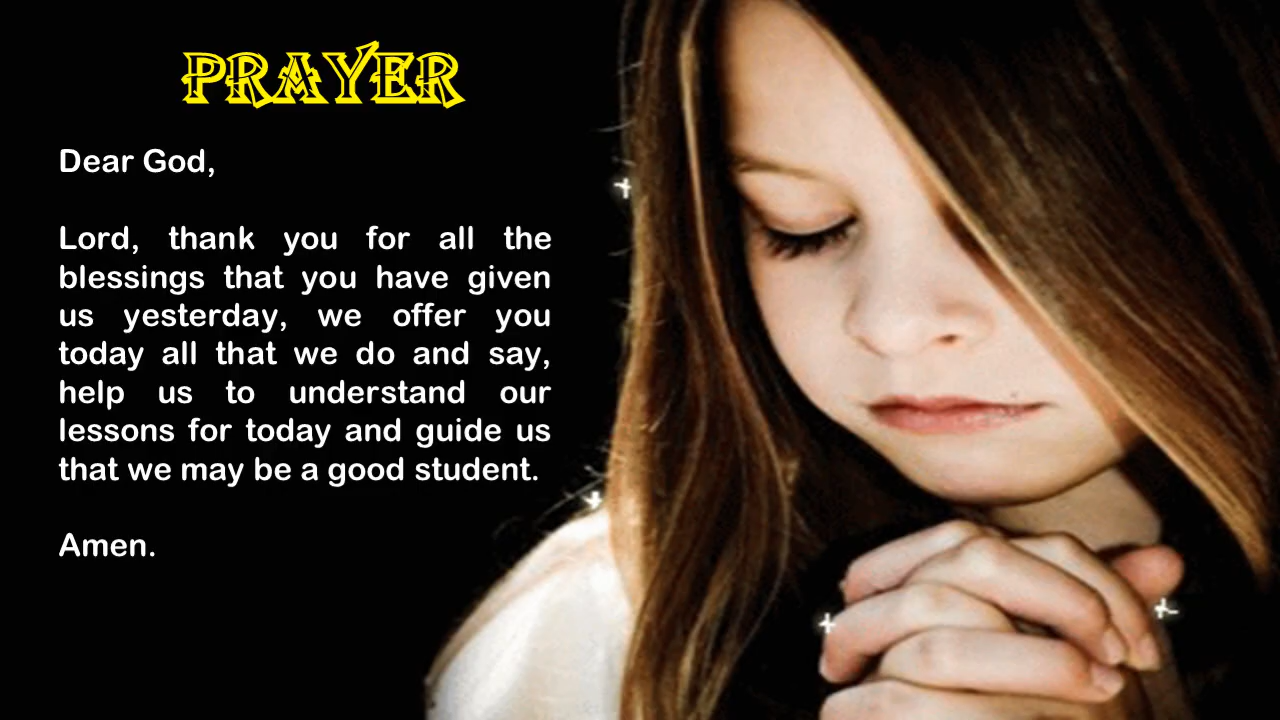 PRAYER
Dear God,
Lord, thank you for all the
blessings that you have given
us yesterday, we offer you
today all that we do and say,
help us to understand our
lessons for today and guide us
that we may be a good student.
Amen.